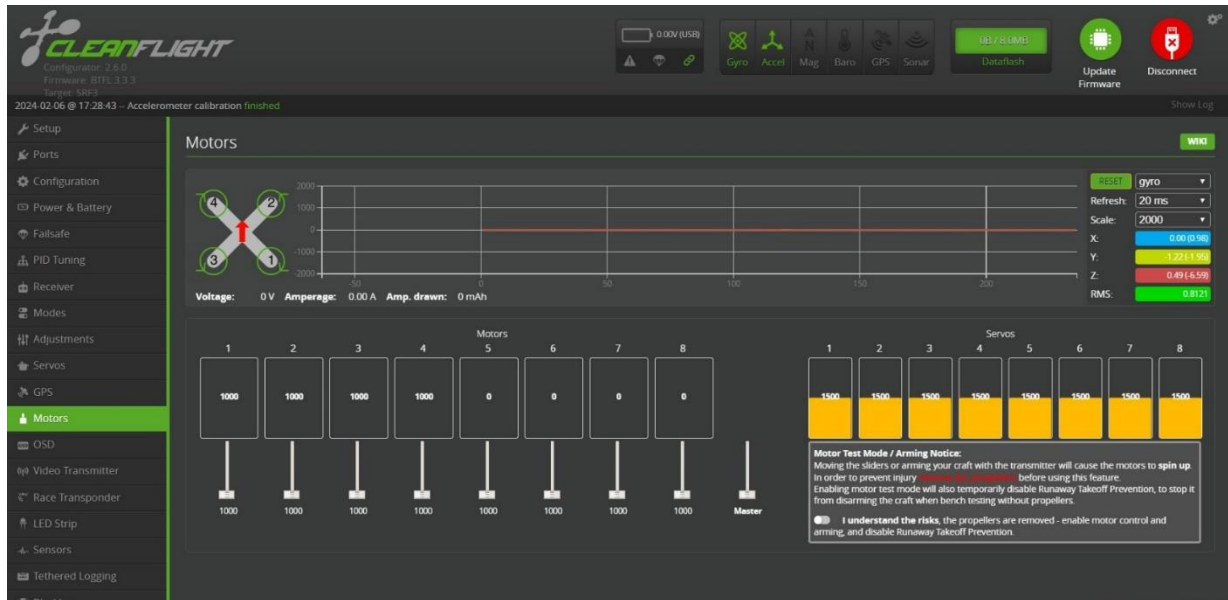 CLEANFLIGHT
Configurator: 2.6.0
Firmware: BTFL 3.3.3
Target: SRF3
0.00V (USB)
Gyro Accel Mag Baro GPS Sonar
Dataflash
Update
Firmware
Disconnect
2024-02-06 @ 17:28:43 -- Accelerometer calibration finished
Show Log
Setup
Ports
Configuration
Power & Battery
Failsafe
PID Tuning
Receiver
Modes
Adjustments
Servos
GPS
Motors
OSD
Video Transmitter
Race Transponder
LED Strip
Sensors
Tethered Logging
Motors
WIKI
4 2
3 1
2000
1000
0
-1000
-2000
-50 0 50 100 150 200
Voltage: 0 V Amperage: 0.00 A Amp. drawn: 0 mAh
RESET gyro
Refresh: 20 ms
Scale: 2000
X: 0.00 (0.98)
Y: -1.22 (-1.95)
Z: 0.49 (-6.59)
RMS: 0.8121
Motors
1 2 3 4 5 6 7 8
1000 1000 1000 1000 0 0 0 0
1000 1000 1000 1000 1000 1000 1000 1000 Master
Servos
1 2 3 4 5 6 7 8
1500 1500 1500 1500 1500 1500 1500 1500
Motor Test Mode / Arming Notice:
Moving the sliders or arming your craft with the transmitter will cause the motors to spin up.
In order to prevent injury before using this feature.
Enabling motor test mode will also temporarily disable Runaway Takeoff Prevention, to stop it
from disarming the craft when bench testing without propellers.
I understand the risks, the propellers are removed - enable motor control and
arming, and disable Runaway Takeoff Prevention.